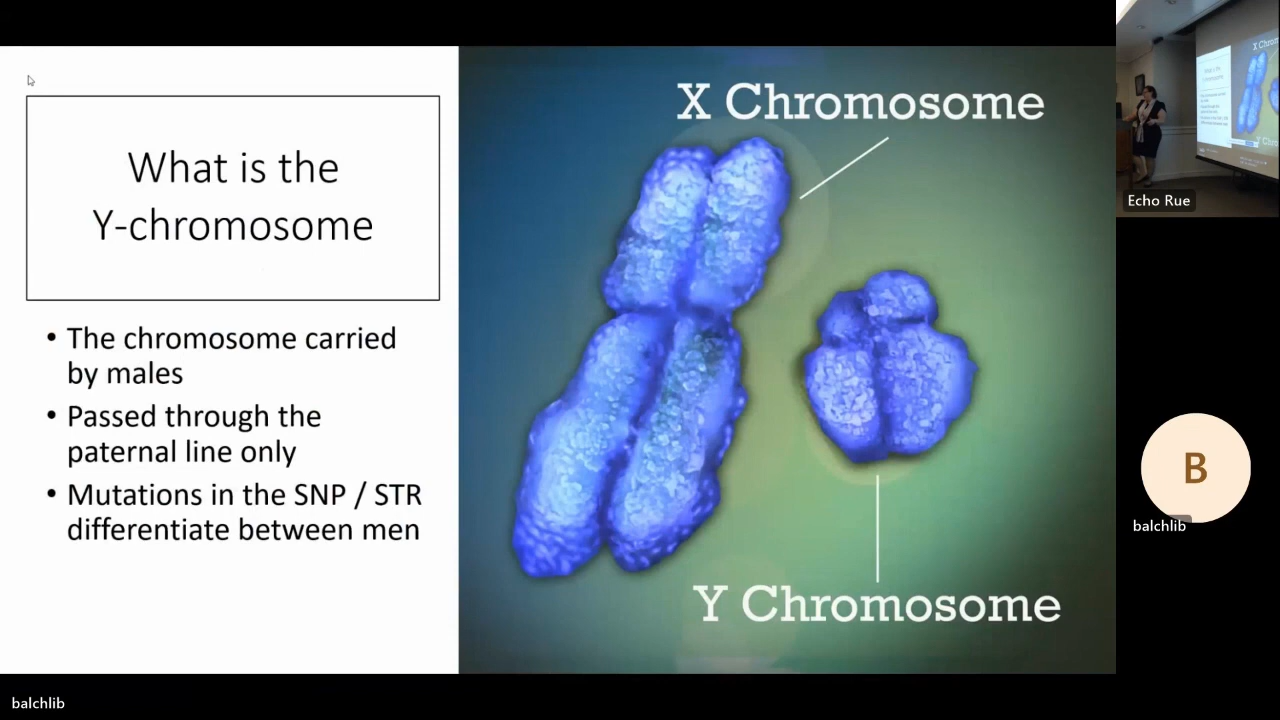 What is the
Y-chromosome
• The chromosome carried
by males
• Passed through the
paternal line only
• Mutations in the SNP / STR
differentiate between men
X Chromosome
Y Chromosome
Echo Rue
B
balchlib
balchlib